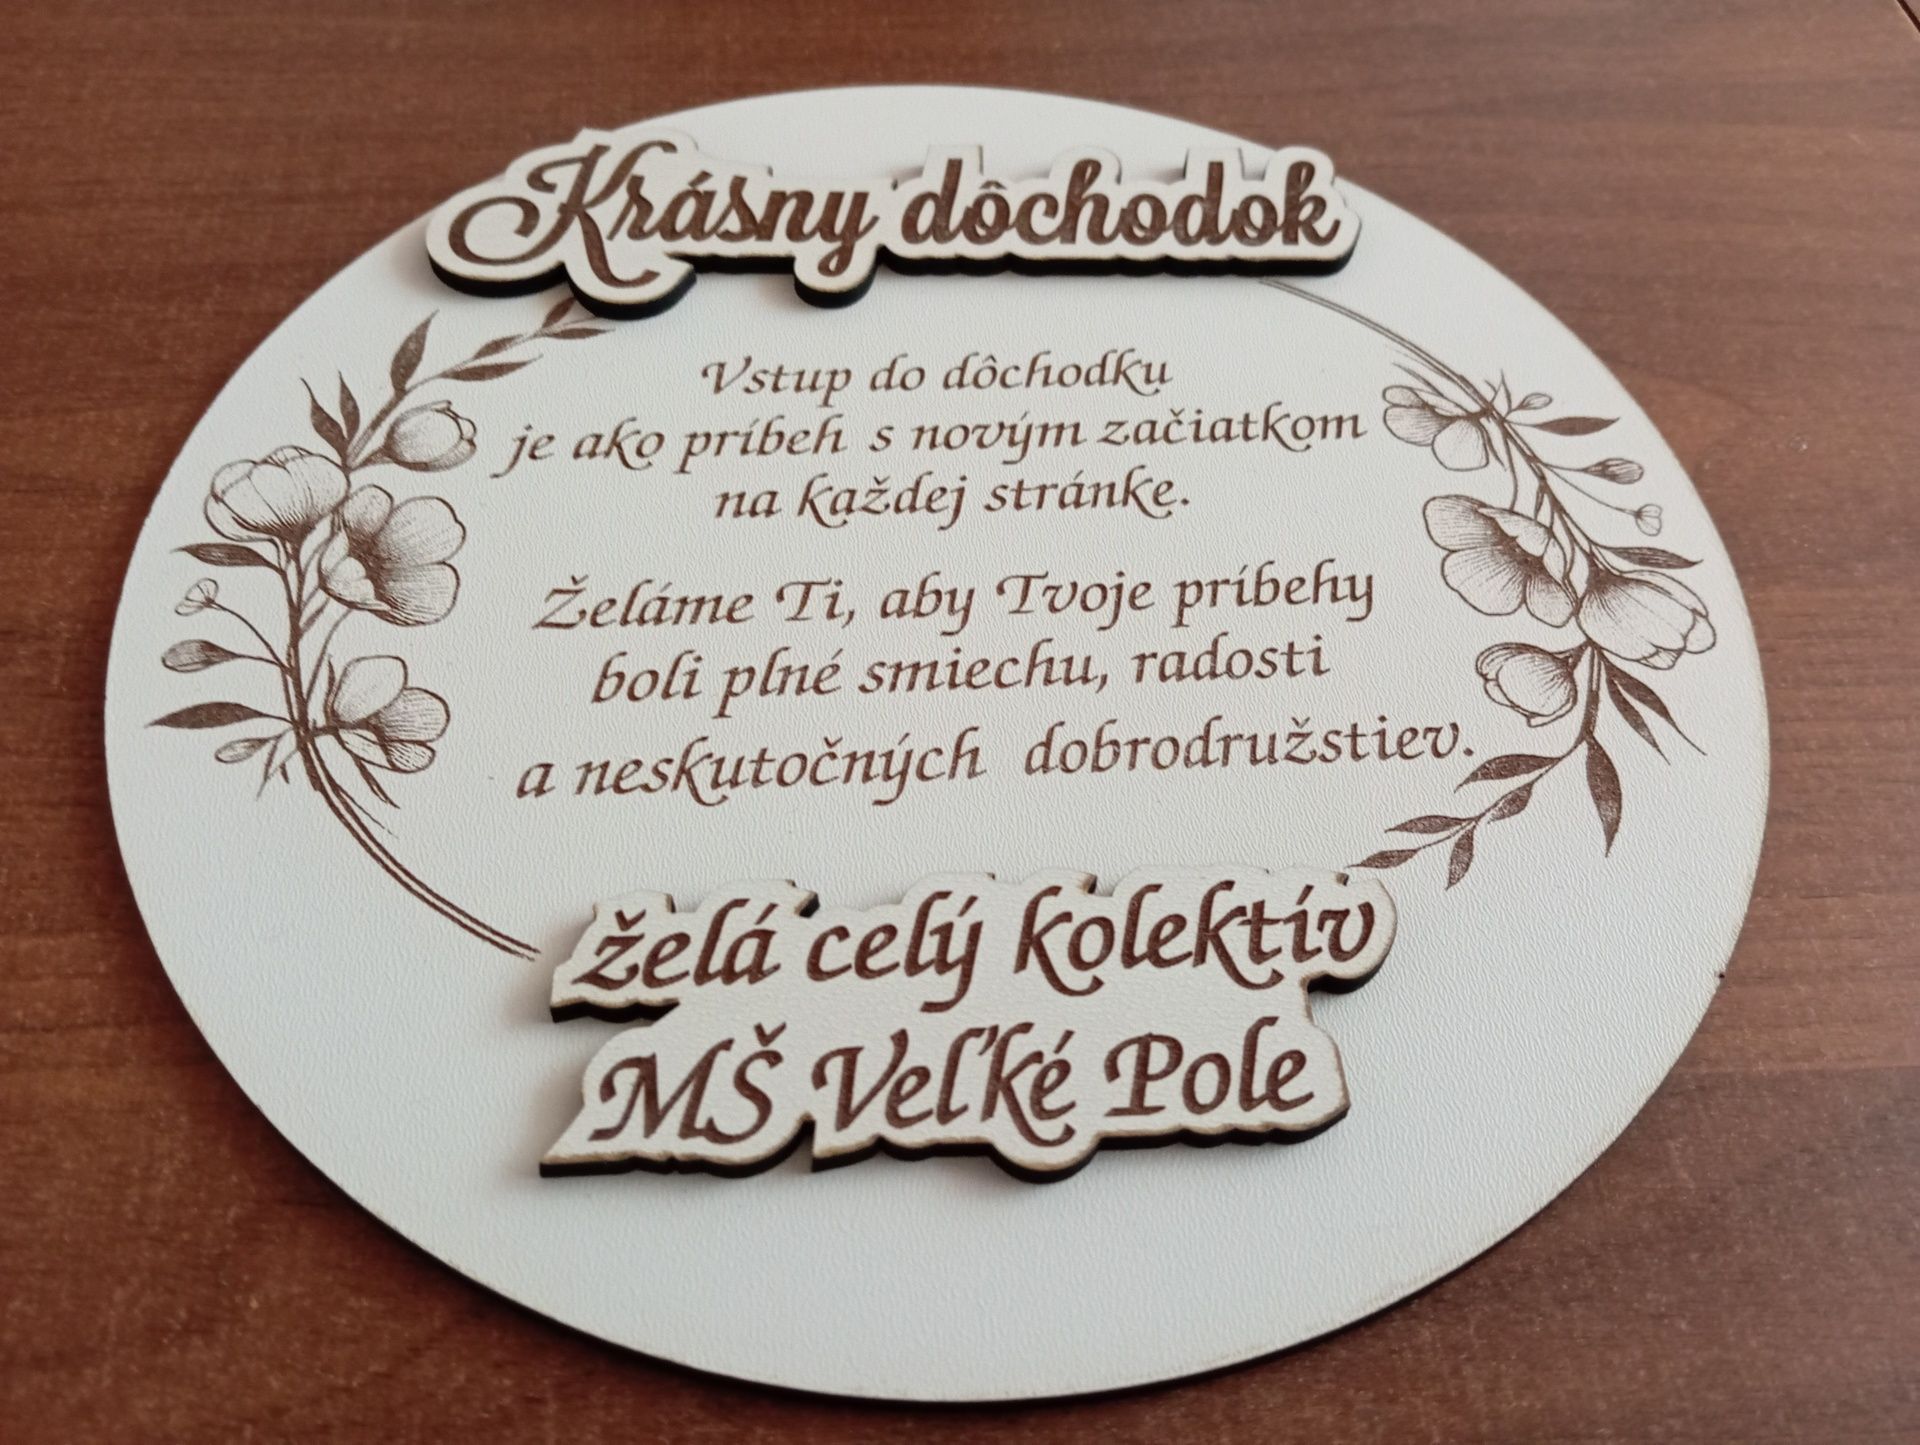 Krásny dôchodok
Vstup do dôchodku
je ako príbeh s novým začiatkom
na každej stránke.
Želáme Ti, aby Tvoje príbehy
boli plné smiechu, radosti
a neskutočných dobrodružstiev.
želá celý kolektív
MŠ Veľké Pole